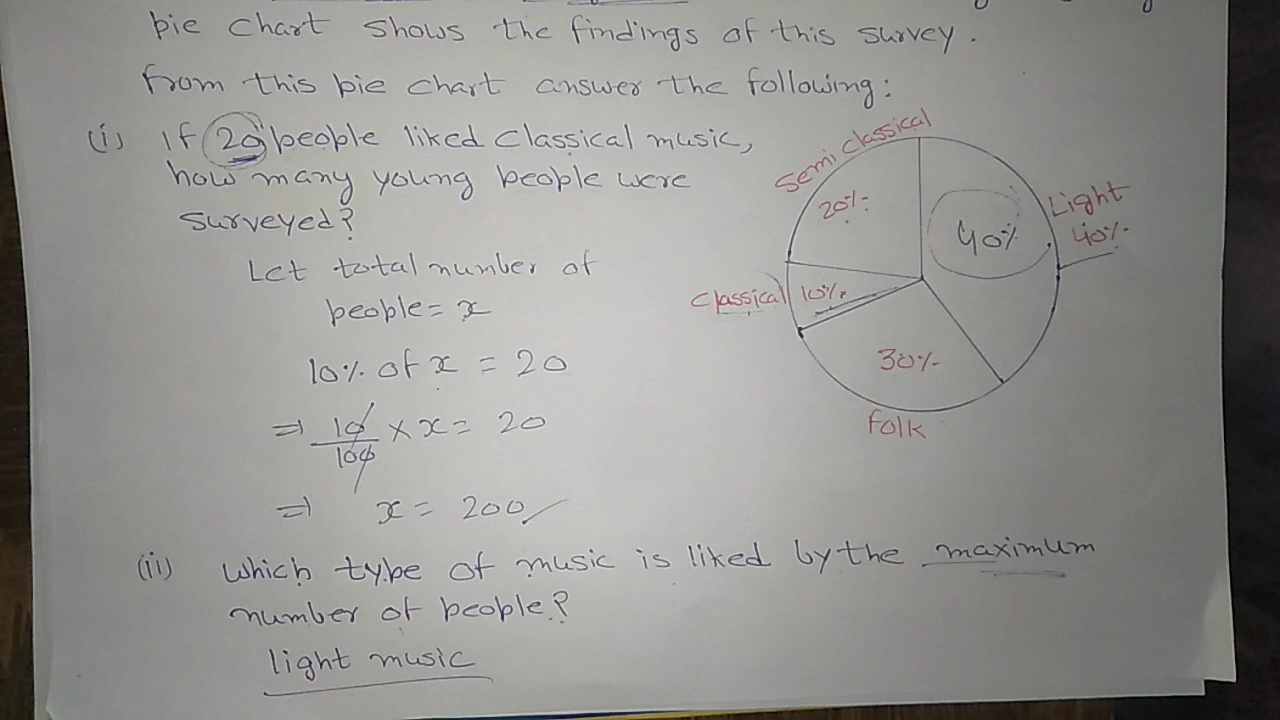 pie chart shows the findings of this survey.
from this pie chart answer the following:
(i) If 20 people liked classical music,
how many young people were
surveyed?
Let total number of
people = x
10% of x = 20
⇒ 10/100 × x = 20
⇒ x = 200
Semi classical
20%
Light
40%
40%
Classical
10%
30%
folk
(ii) which type of music is liked by the maximum
number of people?
light music